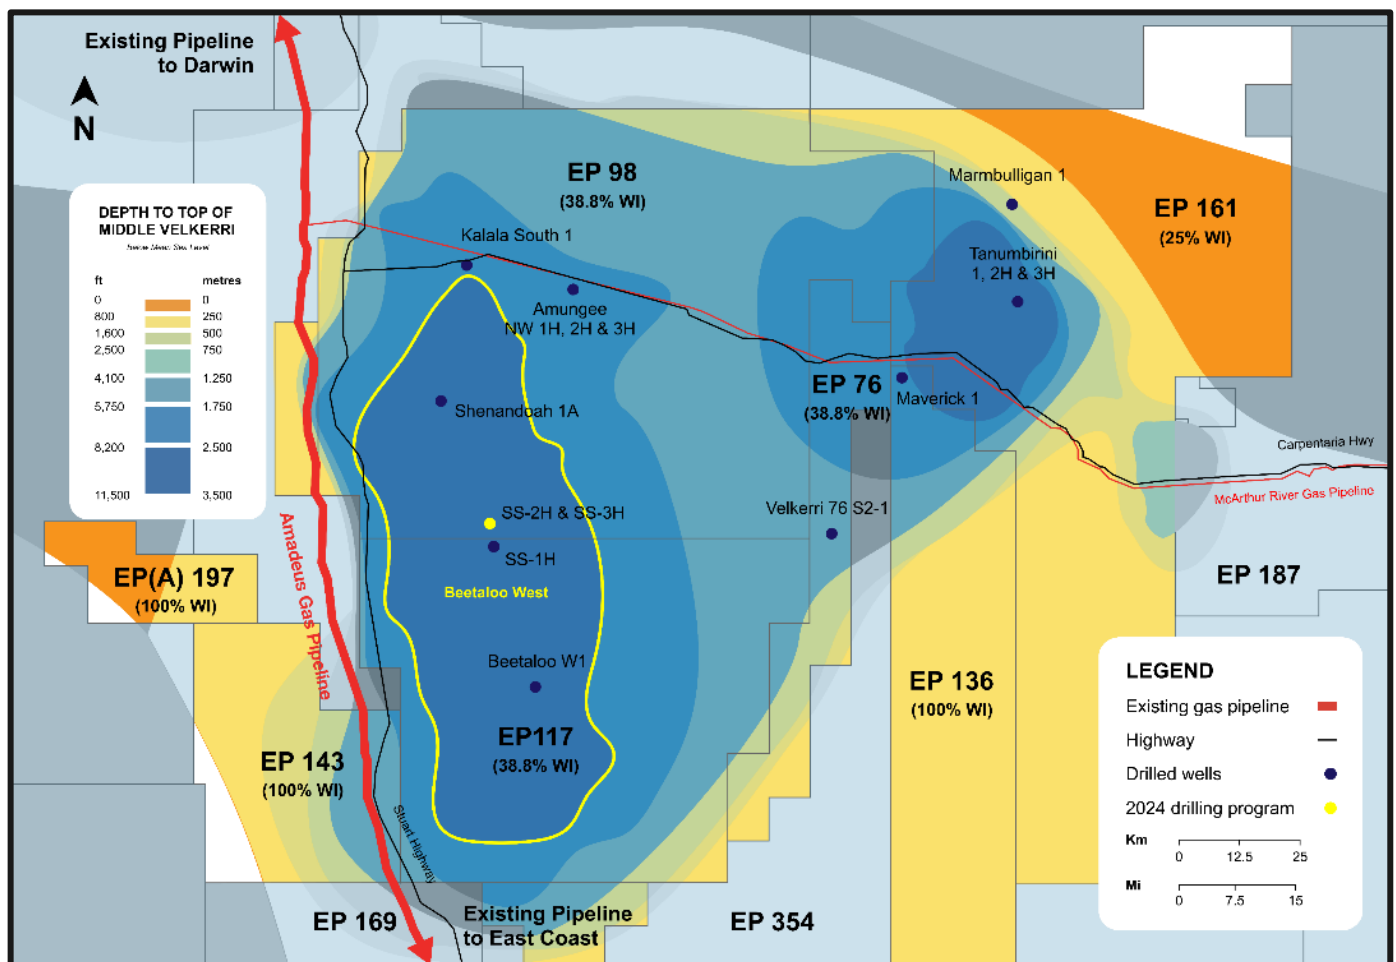 Existing Pipeline
to Darwin
N
DEPTH TO TOP OF
MIDDLE VELKERRI
Below Mean Sea Level
ft metres
0 0
800 250
1,600 500
2,500 750
4,100 1,250
5,750 1,750
8,200 2,500
11,500 3,500
EP 98
(38.8% WI)
Marmbulligan 1
EP 161
(25% WI)
Kalala South 1
Tanumbirini
1, 2H & 3H
Amungee
NW 1H, 2H & 3H
EP 76
(38.8% WI)
Maverick 1
Shenandoah 1A
Carpentaria Hwy
McArthur River Gas Pipeline
SS-2H & SS-3H
Velkerri 76 S2-1
SS-1H
Amadeus Gas Pipeline
EP(A) 197
(100% WI)
EP 187
Beetaloo West
Beetaloo W1
EP117
(38.8% WI)
EP 136
(100% WI)
EP 143
(100% WI)
Stuart Highway
EP 169
Existing Pipeline
to East Coast
EP 354
LEGEND
Existing gas pipeline
Highway
Drilled wells
2024 drilling program
Km
0 12.5 25
Mi
0 7.5 15